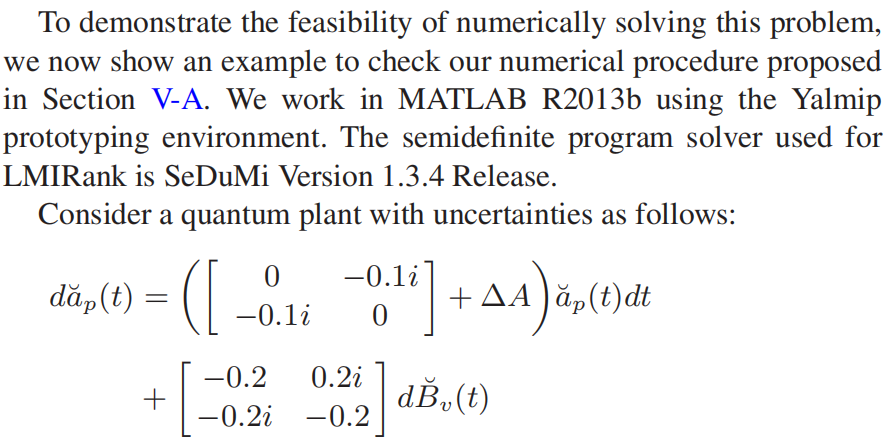 To demonstrate the feasibility of numerically solving this problem,
we now show an example to check our numerical procedure proposed
in Section V-A. We work in MATLAB R2013b using the Yalmip
prototyping environment. The semidefinite program solver used for
LMIRank is SeDuMi Version 1.3.4 Release.
Consider a quantum plant with uncertainties as follows:
$d\breve{a}_p(t) = \left( \begin{bmatrix} 0 & -0.1i \\ -0.1i & 0 \end{bmatrix} + \Delta A \right) \breve{a}_p(t)dt$
$+ \begin{bmatrix} -0.2 & 0.2i \\ -0.2i & -0.2 \end{bmatrix} d\breve{B}_v(t)$